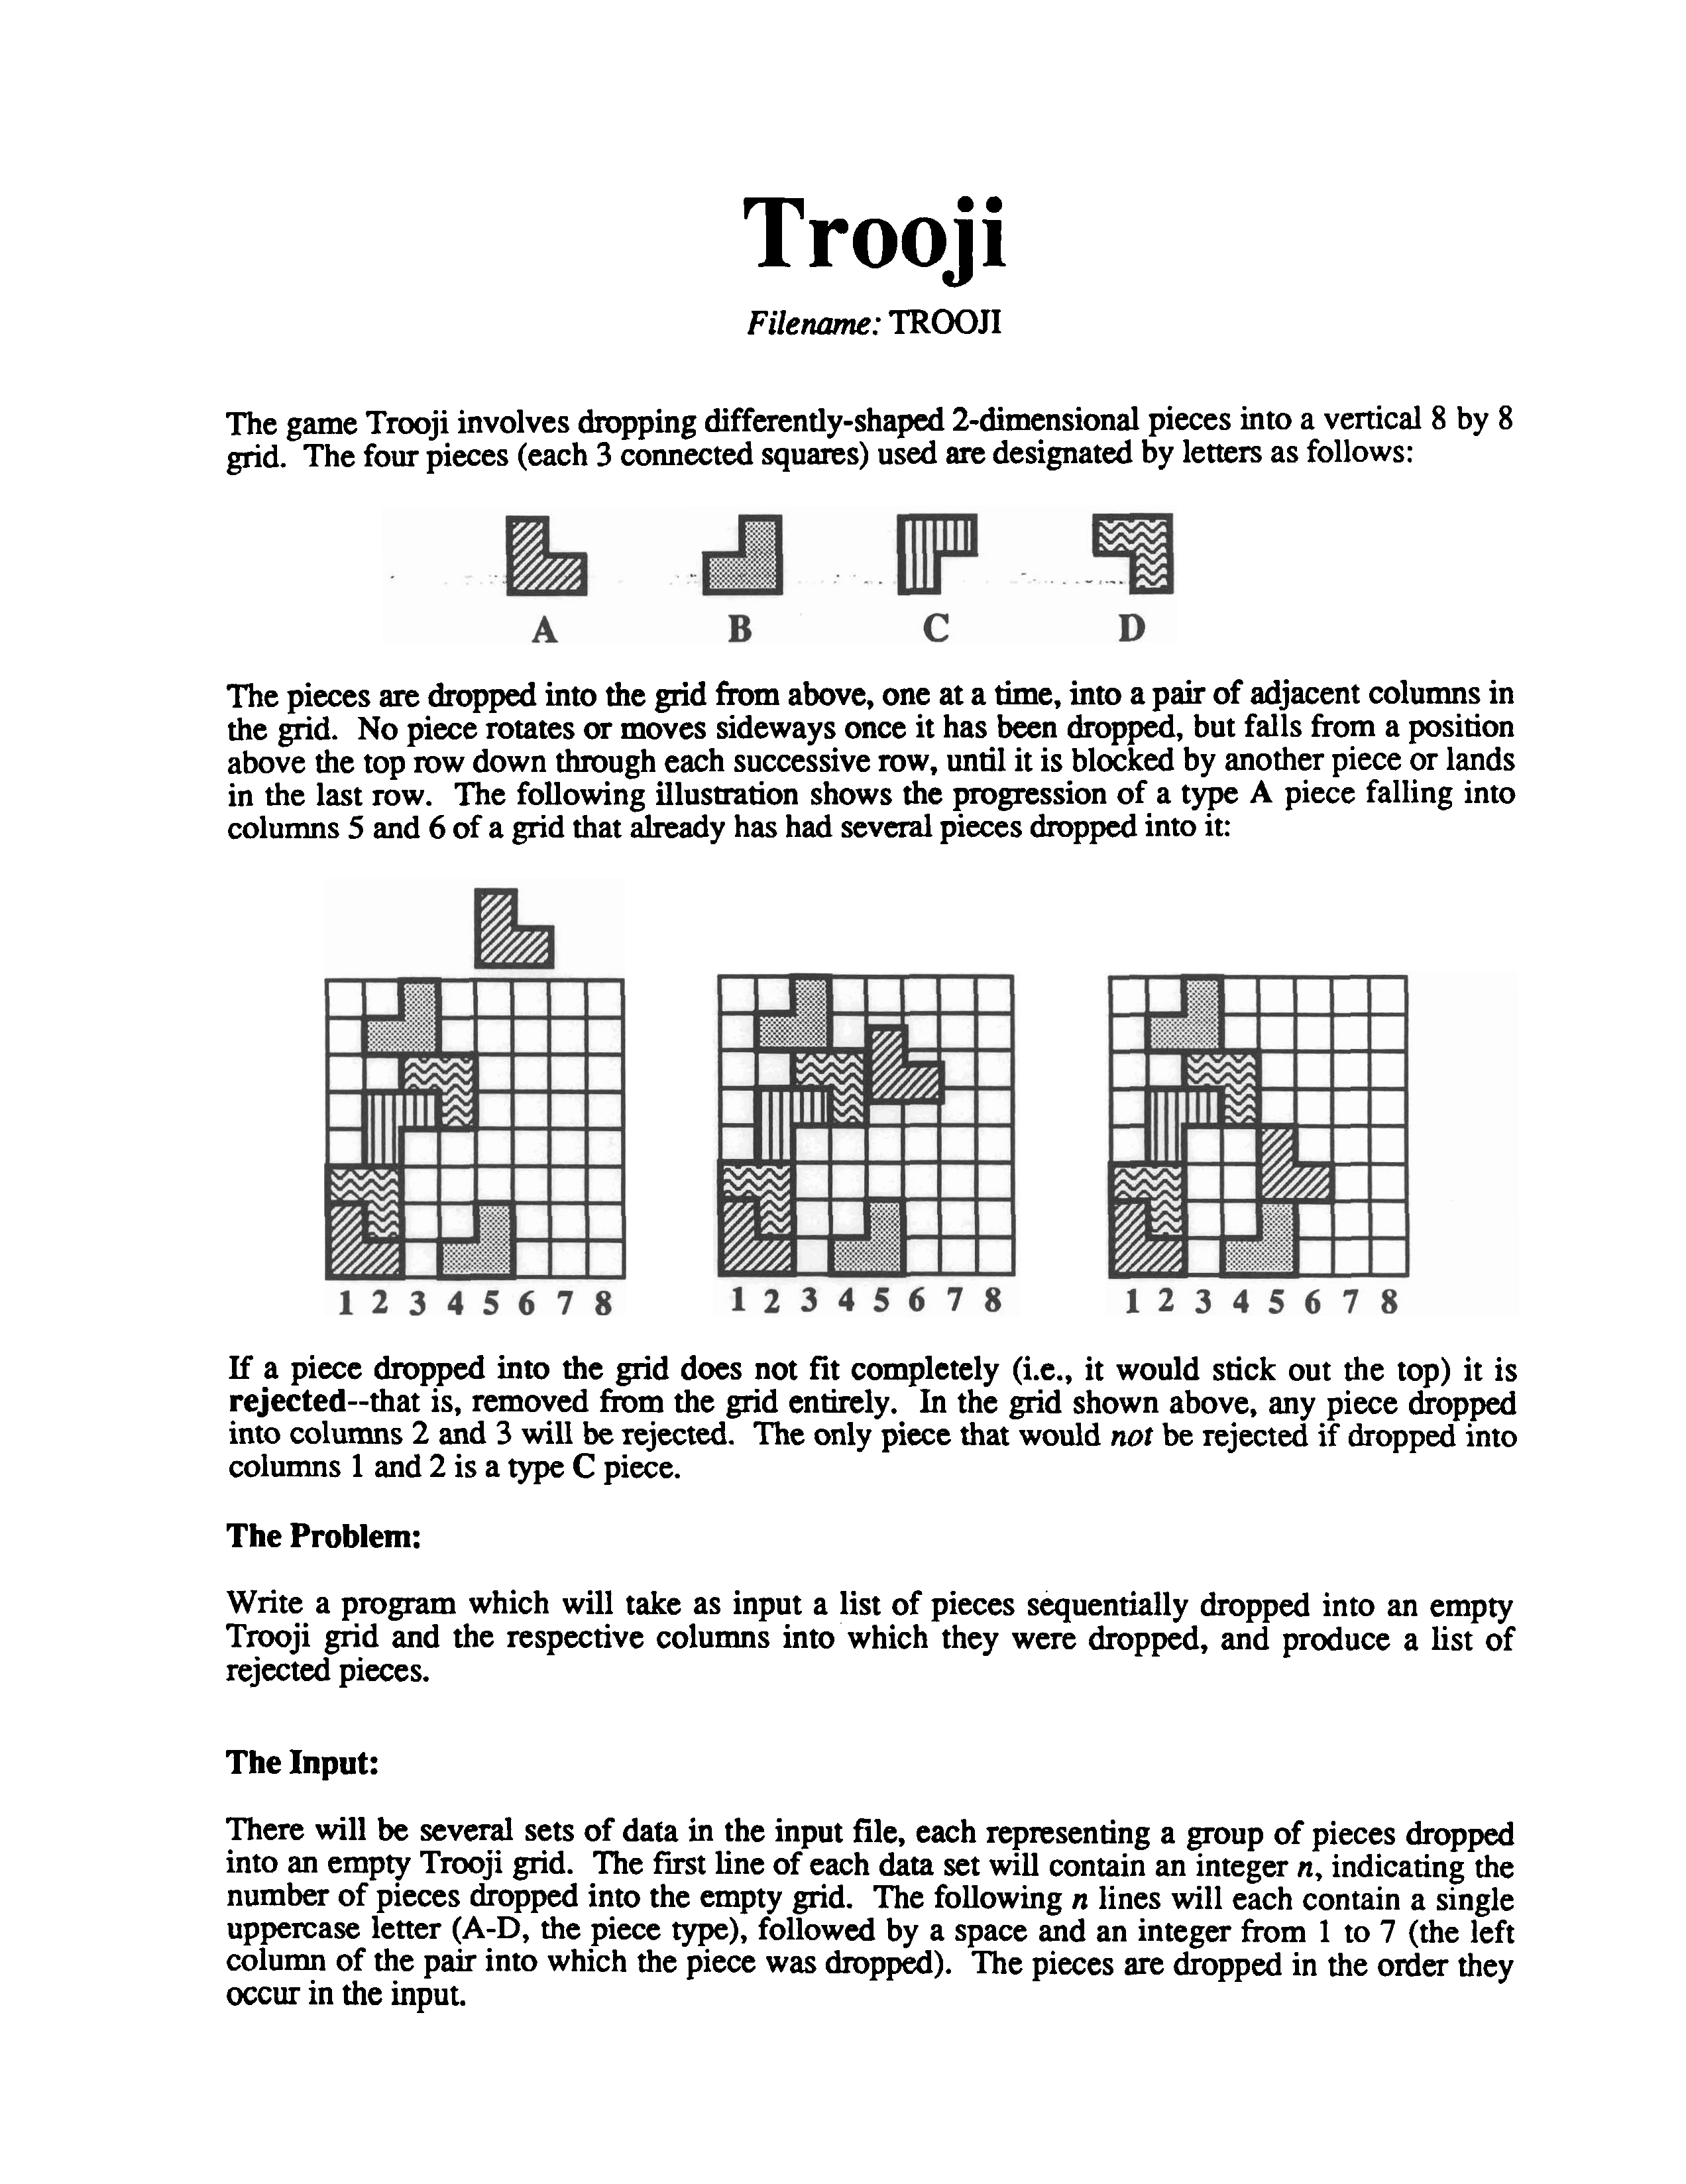 Trooji
Filename: TROOJI
The game Trooji involves dropping differently-shaped 2-dimensional pieces into a vertical 8 by 8
grid. The four pieces (each 3 connected squares) used are designated by letters as follows:
A B C D
The pieces are dropped into the grid from above, one at a time, into a pair of adjacent columns in
the grid. No piece rotates or moves sideways once it has been dropped, but falls from a position
above the top row down through each successive row, until it is blocked by another piece or lands
in the last row. The following illustration shows the progression of a type A piece falling into
columns 5 and 6 of a grid that already has had several pieces dropped into it:
1 2 3 4 5 6 7 8 1 2 3 4 5 6 7 8 1 2 3 4 5 6 7 8
If a piece dropped into the grid does not fit completely (i.e., it would stick out the top) it is
rejected--that is, removed from the grid entirely. In the grid shown above, any piece dropped
into columns 2 and 3 will be rejected. The only piece that would not be rejected if dropped into
columns 1 and 2 is a type C piece.
The Problem:
Write a program which will take as input a list of pieces sequentially dropped into an empty
Trooji grid and the respective columns into which they were dropped, and produce a list of
rejected pieces.
The Input:
There will be several sets of data in the input file, each representing a group of pieces dropped
into an empty Trooji grid. The first line of each data set will contain an integer n, indicating the
number of pieces dropped into the empty grid. The following n lines will each contain a single
uppercase letter (A-D, the piece type), followed by a space and an integer from 1 to 7 (the left
column of the pair into which the piece was dropped). The pieces are dropped in the order they
occur in the input.